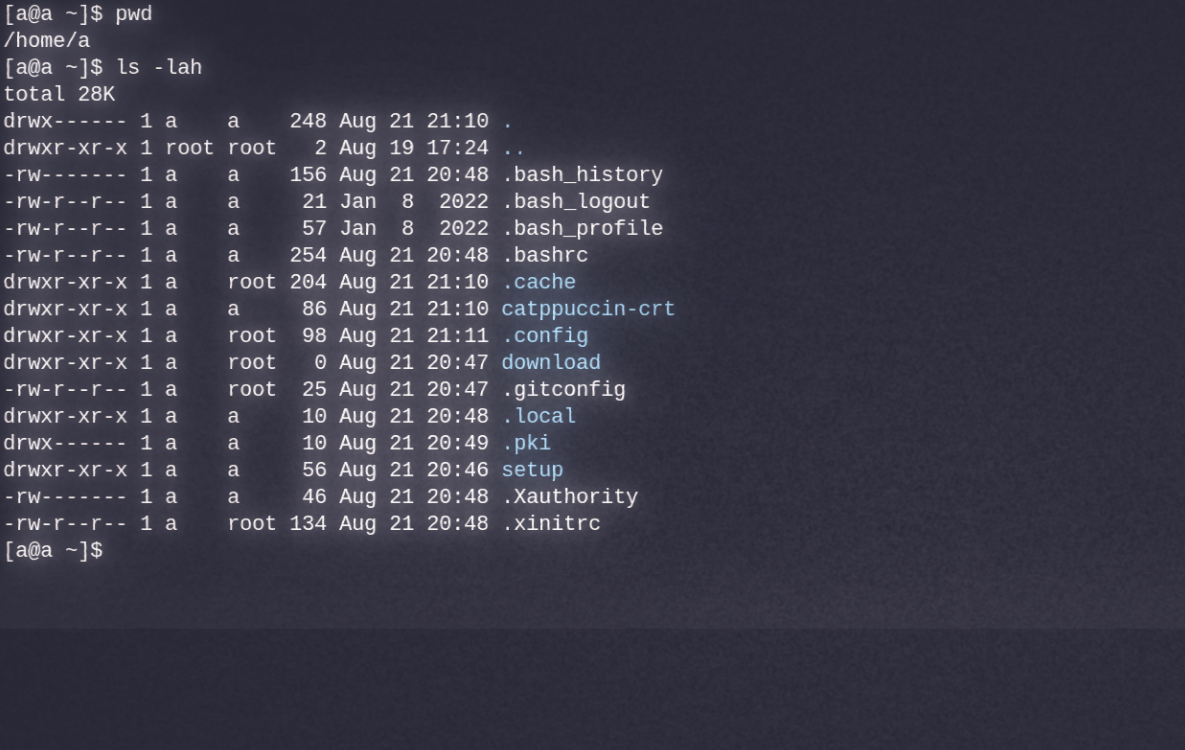 [a@a ~]$ pwd
/home/a
[a@a ~]$ ls -lah
total 28K
drwx------ 1 a    a    248 Aug 21 21:10 .
drwxr-xr-x 1 root root   2 Aug 19 17:24 ..
-rw------- 1 a    a    156 Aug 21 20:48 .bash_history
-rw-r--r-- 1 a    a     21 Jan  8  2022 .bash_logout
-rw-r--r-- 1 a    a     57 Jan  8  2022 .bash_profile
-rw-r--r-- 1 a    a    254 Aug 21 20:48 .bashrc
drwxr-xr-x 1 a    root 204 Aug 21 21:10 .cache
drwxr-xr-x 1 a    a     86 Aug 21 21:10 catppuccin-crt
drwxr-xr-x 1 a    root  98 Aug 21 21:11 .config
drwxr-xr-x 1 a    root   0 Aug 21 20:47 download
-rw-r--r-- 1 a    root  25 Aug 21 20:47 .gitconfig
drwxr-xr-x 1 a    a     10 Aug 21 20:48 .local
drwx------ 1 a    a     10 Aug 21 20:49 .pki
drwxr-xr-x 1 a    a     56 Aug 21 20:46 setup
-rw------- 1 a    a     46 Aug 21 20:48 .Xauthority
-rw-r--r-- 1 a    root 134 Aug 21 20:48 .xinitrc
[a@a ~]$